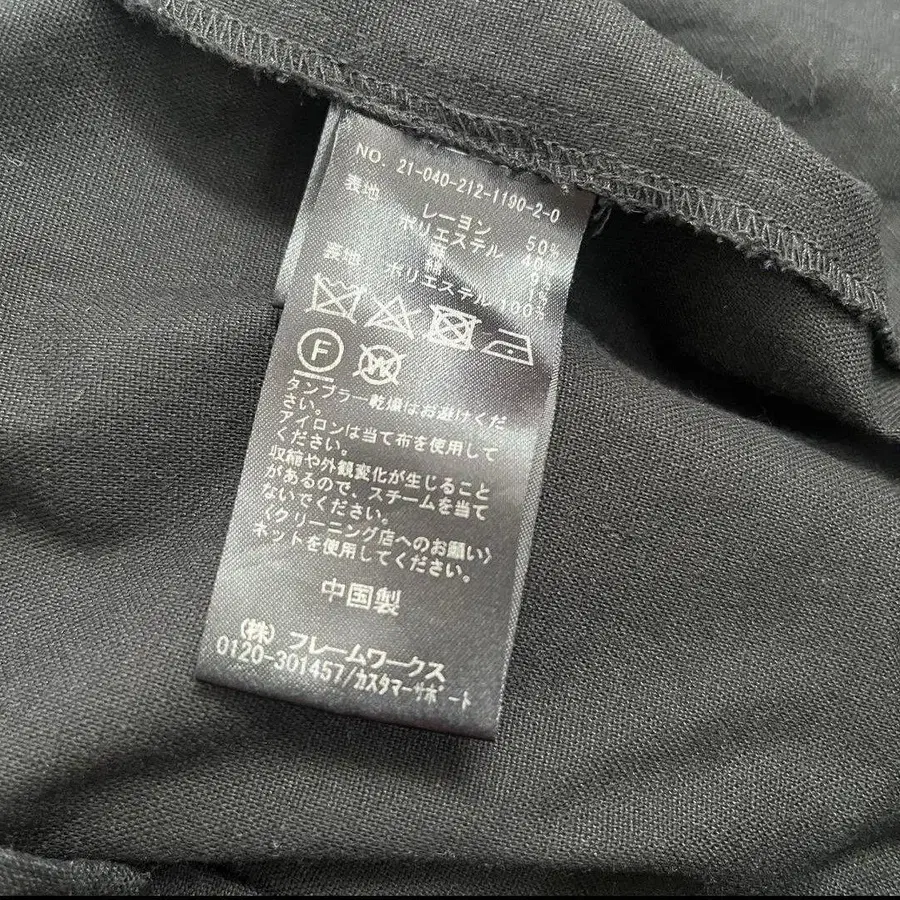 NO. 21-040-212-1190-2-0
表地
レーヨン 50%
ポリエステル
表地
ポリエステル 100%
F
W
タンブラー乾燥はお避けくだ
さい。
アイロンは当て布を使用して
ください。
収縮や外観変化が生じること
があるので、スチームを当て
ないでください。
〈クリーニング店へのお願い〉
ネットを使用してください。
中国製
(株) フレームワークス
0120-301457/カスタマーサポート